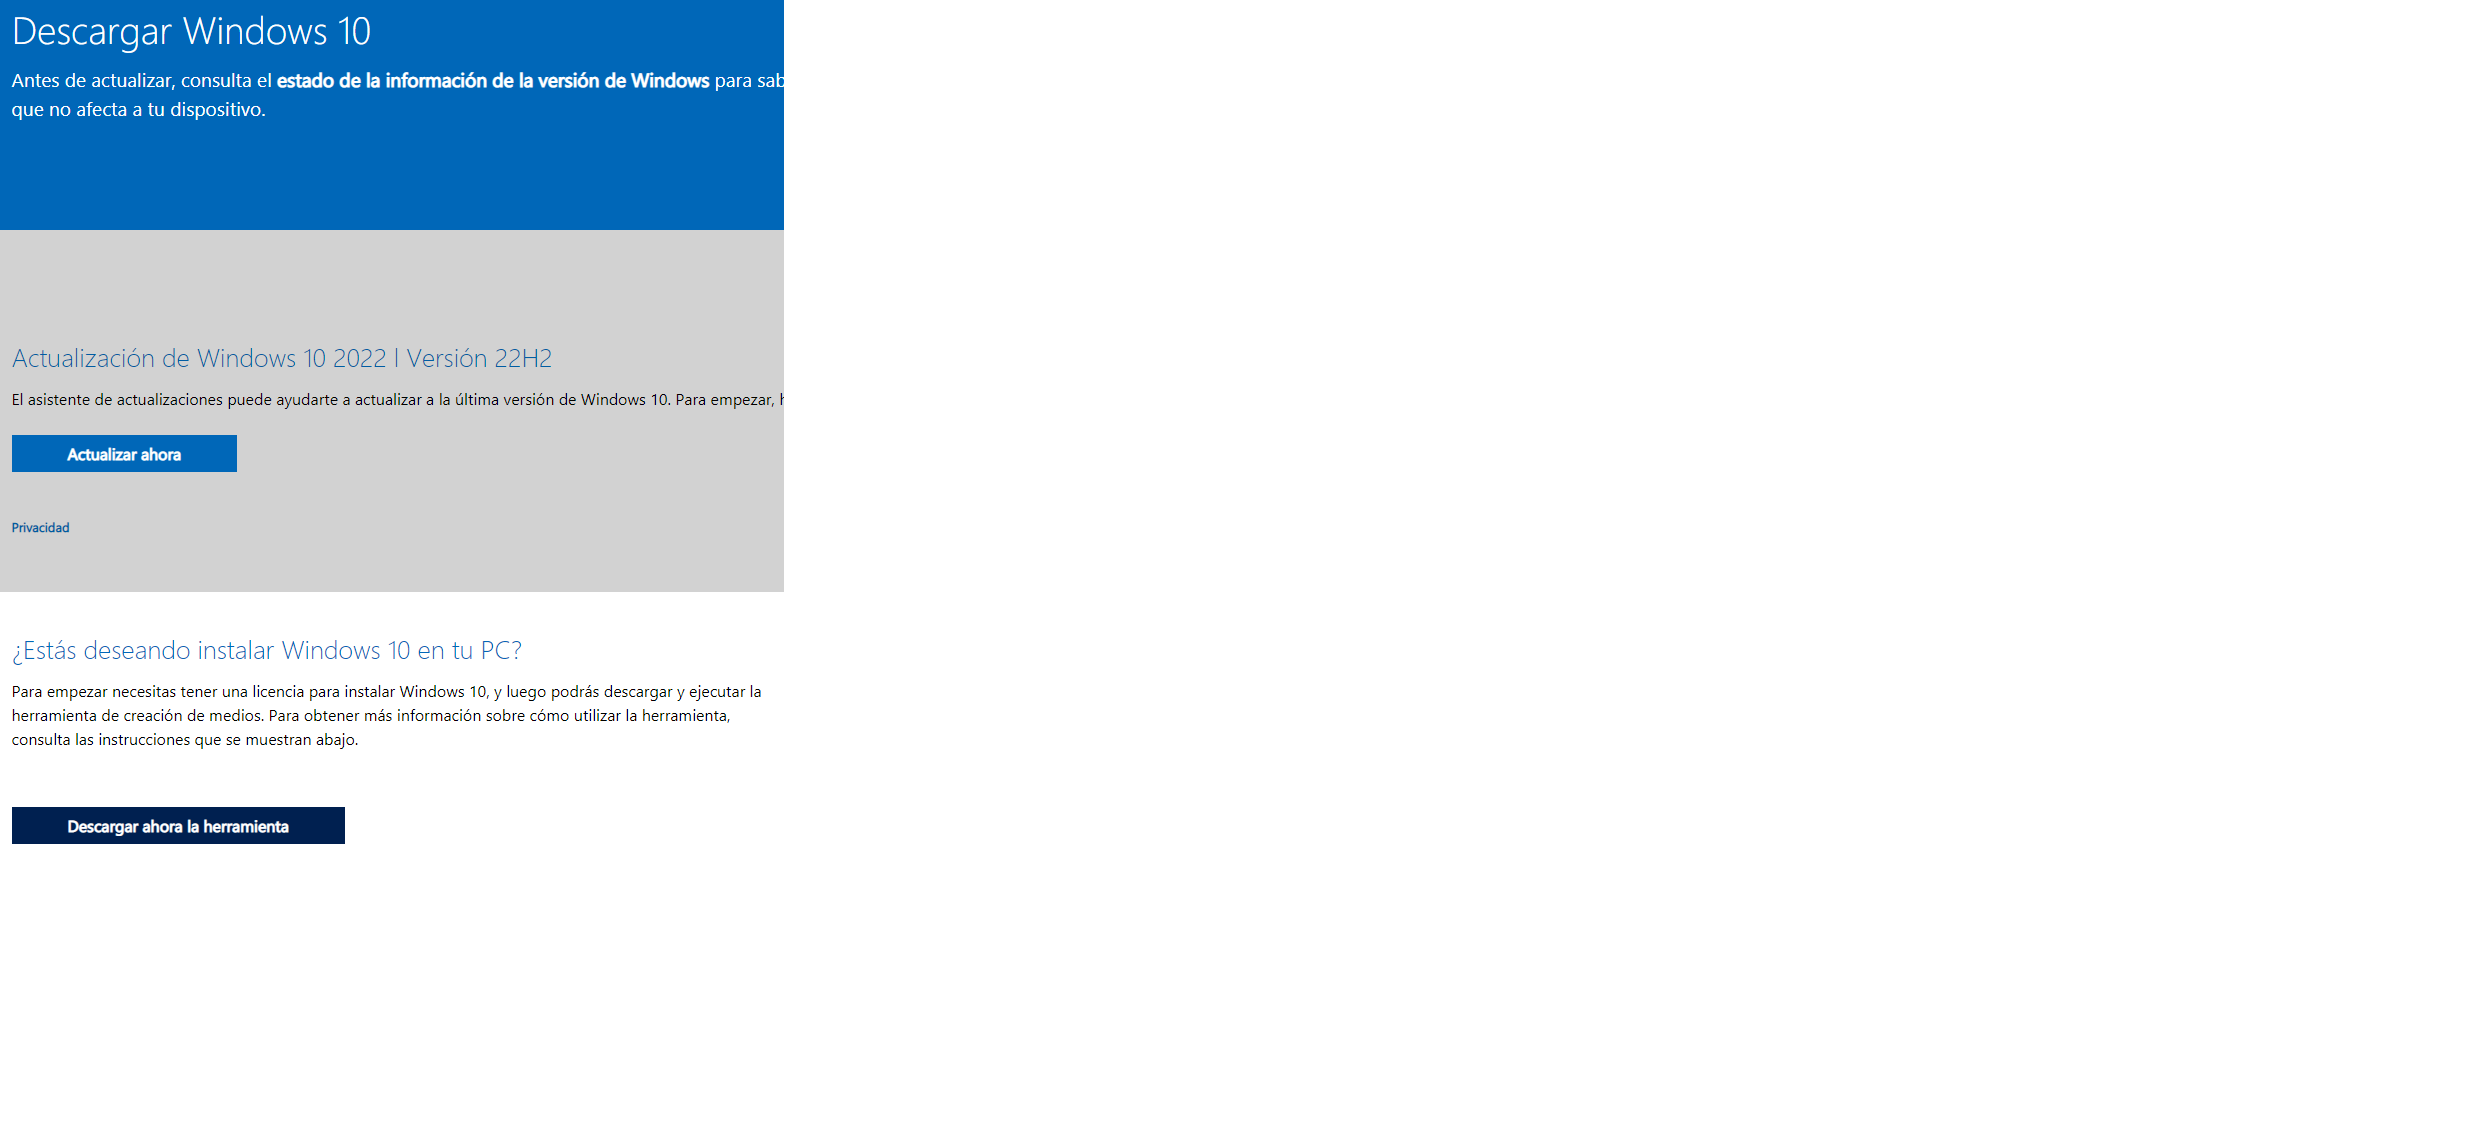 Descargar Windows 10
Antes de actualizar, consulta el estado de la información de la versión de Windows para
que no afecta a tu dispositivo.
Actualización de Windows 10 2022 l Versión 22H2
El asistente de actualizaciones puede ayudarte a actualizar a la última versión de Windows 10. Para empezar,
Actualizar ahora
Privacidad
¿Estás deseando instalar Windows 10 en tu PC?
Para empezar necesitas tener una licencia para instalar Windows 10, y luego podrás descargar y ejecutar la
herramienta de creación de medios. Para obtener más información sobre cómo utilizar la herramienta,
consulta las instrucciones que se muestran abajo.
Descargar ahora la herramienta